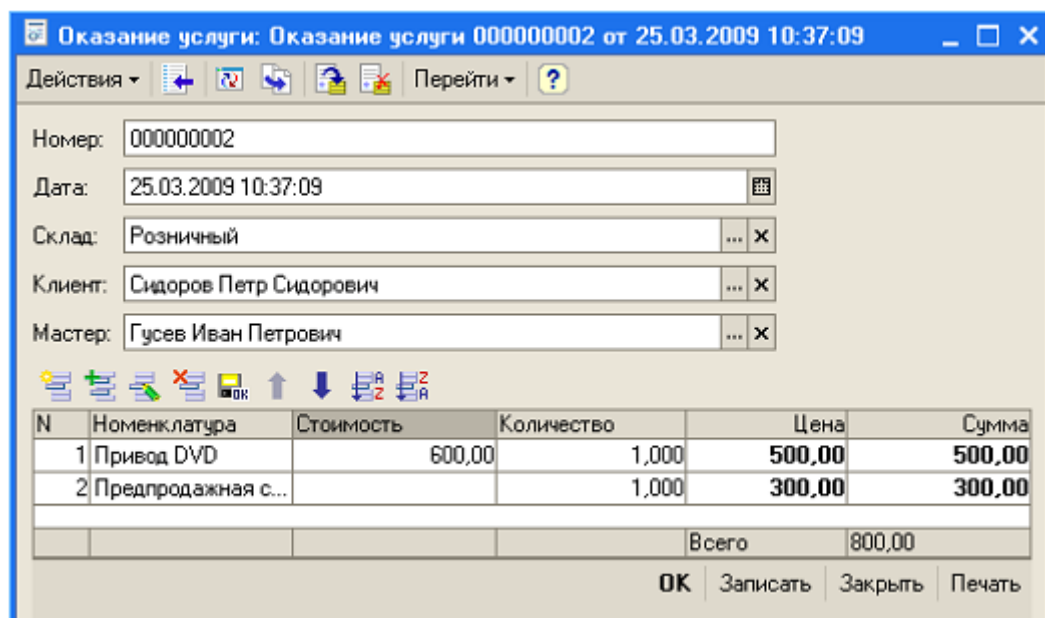 Оказание услуги: Оказание услуги 000000002 от 25.03.2009 10:37:09
Действия Перейти ?
Номер: 000000002
Дата: 25.03.2009 10:37:09
Склад: Розничный ...
Клиент: Сидоров Петр Сидорович ...
Мастер: Гусев Иван Петрович ...
N Номенклатура Стоимость Количество Цена Сумма
1 Привод DVD 600,00 1,000 500,00 500,00
2 Предпродажная с... 1,000 300,00 300,00
Всего 800,00
OK Записать Закрыть Печать